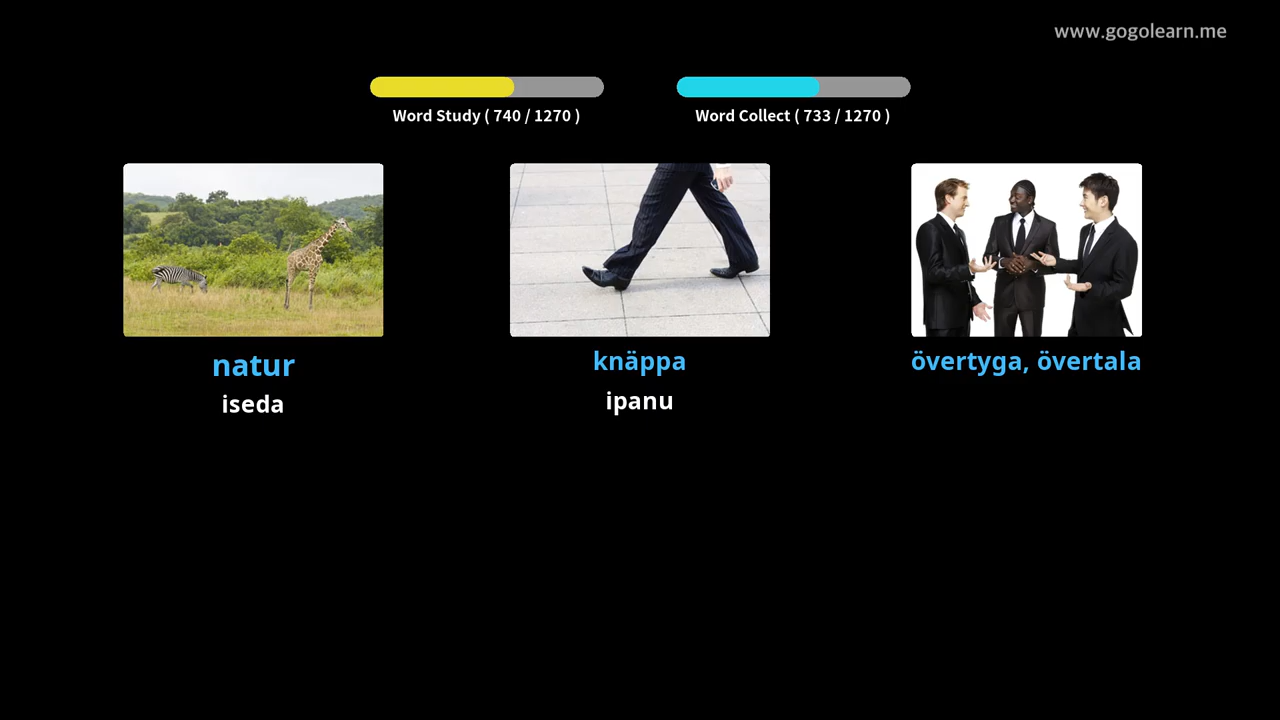 www.gogolearn.me
Word Study ( 740 / 1270 )
Word Collect ( 733 / 1270 )
natur
iseda
knäppa
ipanu
övertyga, övertala